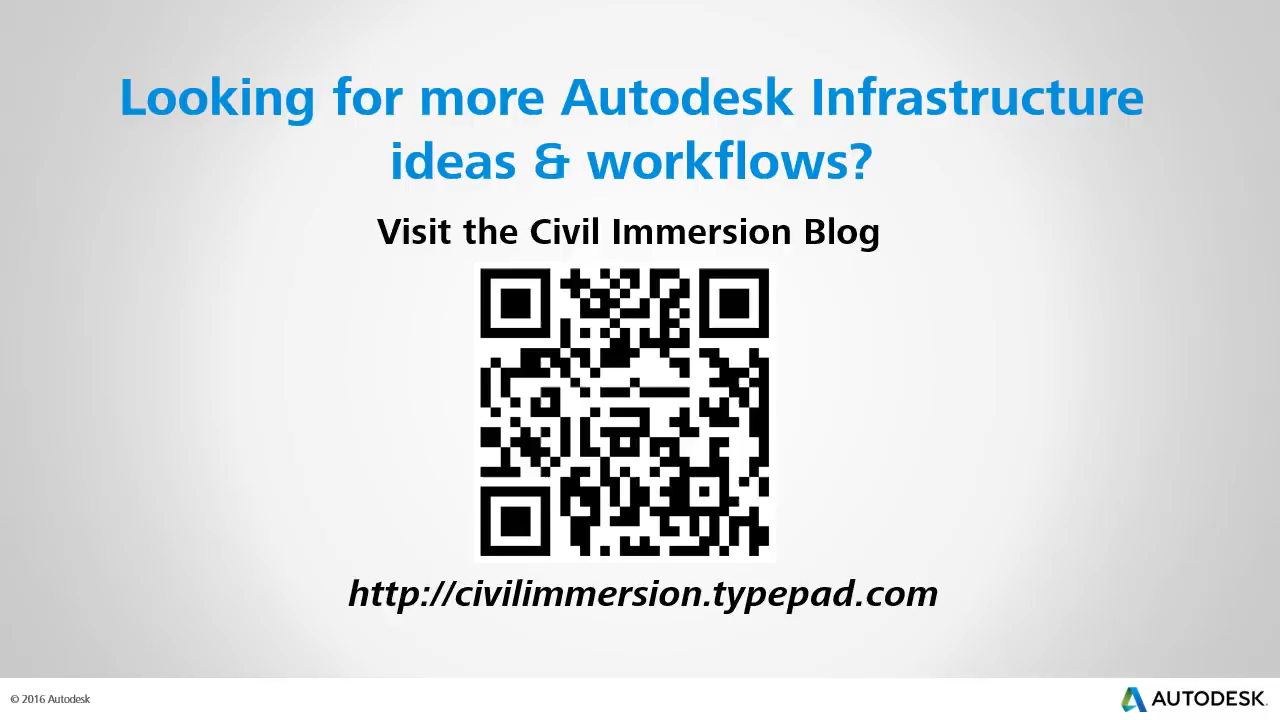 Looking for more Autodesk Infrastructure
ideas & workflows?
Visit the Civil Immersion Blog
http://civilimmersion.typepad.com
© 2016 Autodesk
AUTODESK.